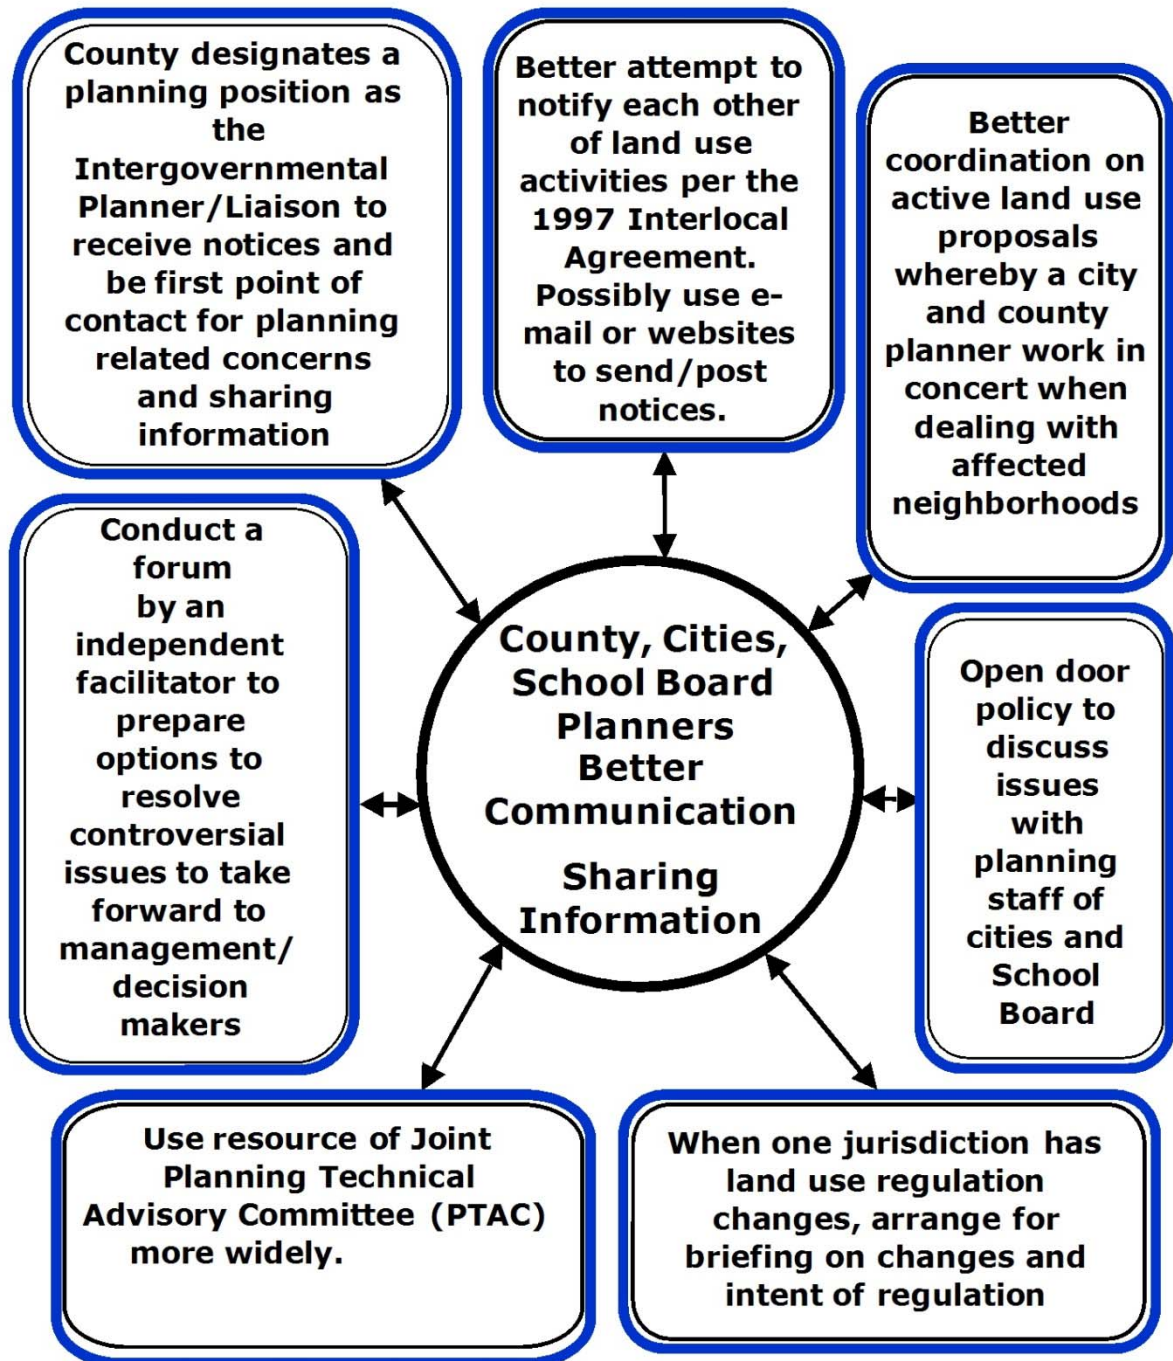 County designates a
planning position as
the
Intergovernmental
Planner/Liaison to
receive notices and
be first point of
contact for planning
related concerns
and sharing
information
Better attempt to
notify each other
of land use
activities per the
1997 Interlocal
Agreement.
Possibly use e-
mail or websites
to send/post
notices.
Better
coordination on
active land use
proposals
whereby a city
and county
planner work in
concert when
dealing with
affected
neighborhoods
Conduct a
forum
by an
independent
facilitator to
prepare
options to
resolve
controversial
issues to take
forward to
management/
decision
makers
County, Cities,
School Board
Planners
Better
Communication
Sharing
Information
Open door
policy to
discuss
issues
with
planning
staff of
cities and
School
Board
Use resource of Joint
Planning Technical
Advisory Committee (PTAC)
more widely.
When one jurisdiction has
land use regulation
changes, arrange for
briefing on changes and
intent of regulation